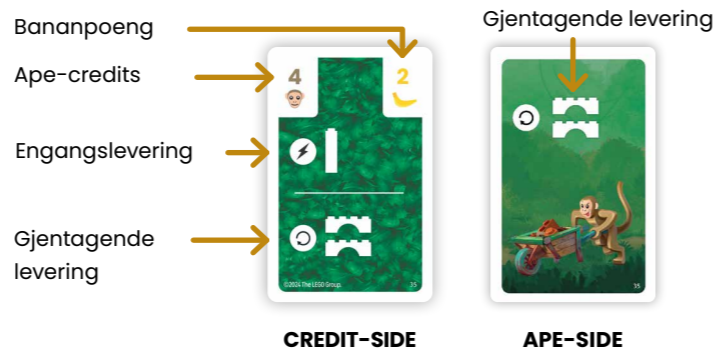 Bananpoeng
Ape-credits
Engangslevering
Gjentagende
levering
4
2
©2024 The LEGO Group.
35
CREDIT-SIDE
Gjentagende levering
35
APE-SIDE